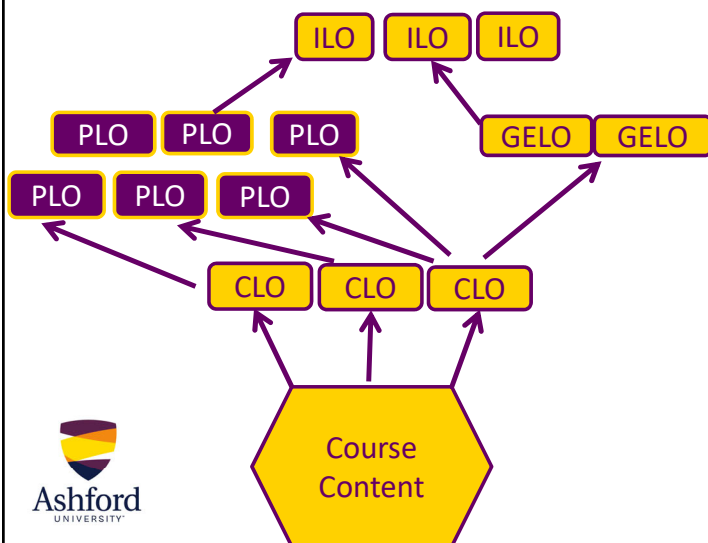 ILO ILO ILO
PLO PLO PLO GELO GELO
PLO PLO PLO
CLO CLO CLO
Course
Content
Ashford
UNIVERSITY